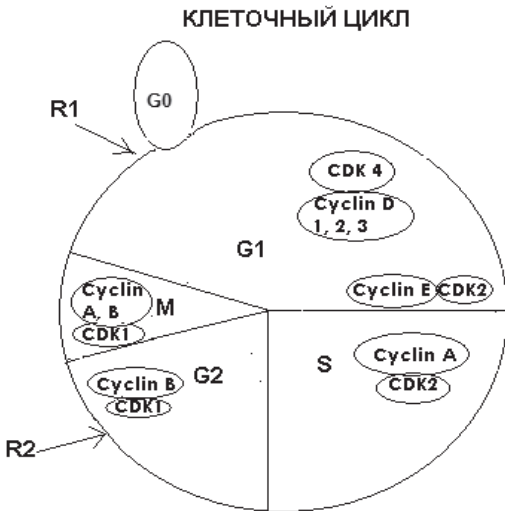 КЛЕТОЧНЫЙ ЦИКЛ
G0
R1
CDK 4
Cyclin D
1, 2, 3
G1
Cyclin E
CDK2
Cyclin
A, B
M
CDK1
Cyclin A
CDK2
S
G2
Cyclin B
CDK1
R2